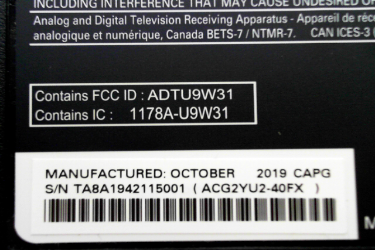 INCLUDING INTERFERENCE THAT MAY CAUSE UNDESIRED
Analog and Digital Television Receiving Apparatus - Appareil de
analogique et numérique, Canada BETS-7 / NTMR-7. CAN ICES-3
Contains FCC ID : ADTU9W31
Contains IC : 1178A-U9W31
MANUFACTURED: OCTOBER 2019 CAPG
S/N TA8A1942115001 ( ACG2YU2-40FX )